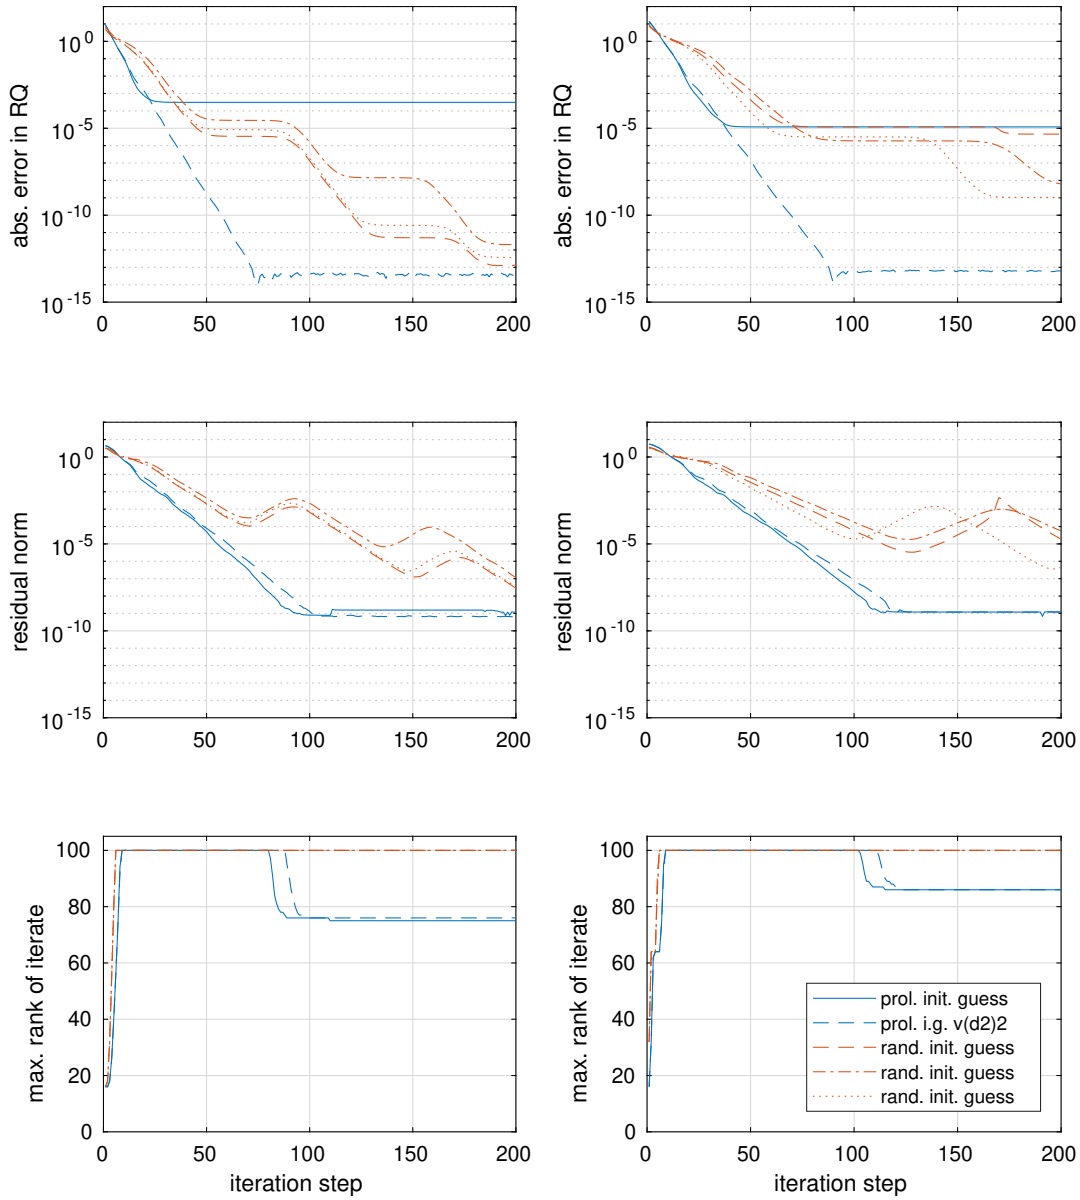 abs. error in RQ
10^0
10^-5
10^-10
10^-15
0 50 100 150 200
abs. error in RQ
10^0
10^-5
10^-10
10^-15
0 50 100 150 200
residual norm
10^0
10^-5
10^-10
10^-15
0 50 100 150 200
residual norm
10^0
10^-5
10^-10
10^-15
0 50 100 150 200
max. rank of iterate
100
80
60
40
20
0
0 50 100 150 200
iteration step
max. rank of iterate
100
80
60
40
20
0
prol. init. guess
prol. i.g. v(d2)2
rand. init. guess
rand. init. guess
rand. init. guess
0 50 100 150 200
iteration step